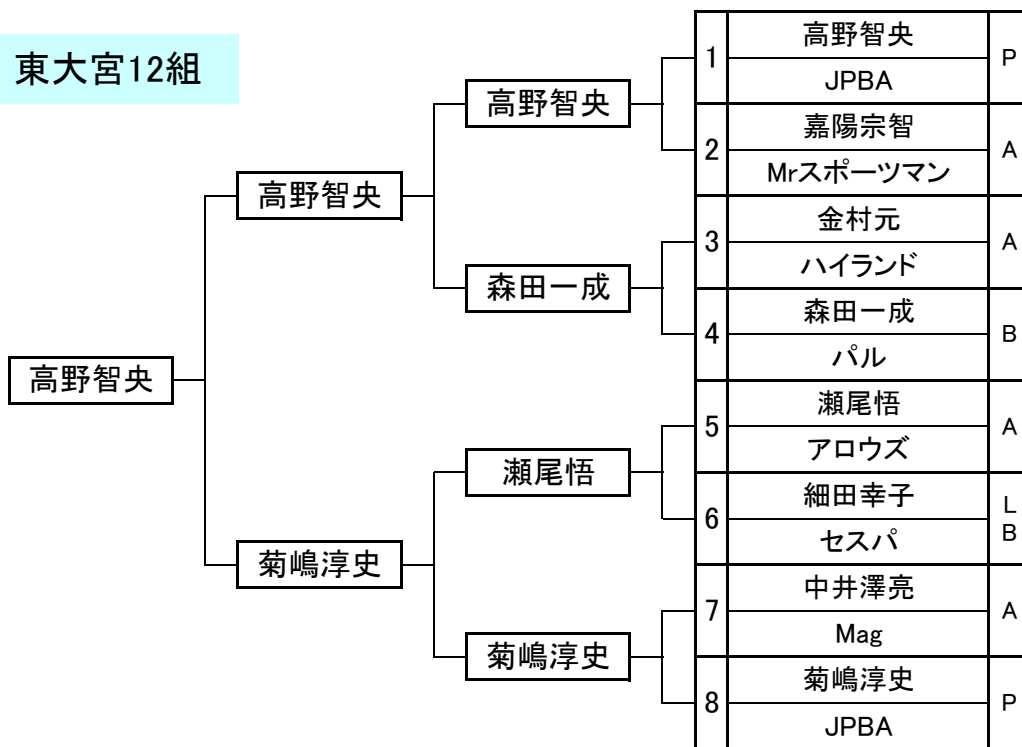 東大宮12組
高野智央
高野智央
菊嶋淳史
高野智央
森田一成
瀬尾悟
菊嶋淳史
1
高野智央
JPBA
P
2
嘉陽宗智
Mrスポーツマン
A
3
金村元
ハイランド
A
4
森田一成
パル
B
5
瀬尾悟
アロウズ
A
6
細田幸子
セスパ
L
B
7
中井澤亮
Mag
A
8
菊嶋淳史
JPBA
P